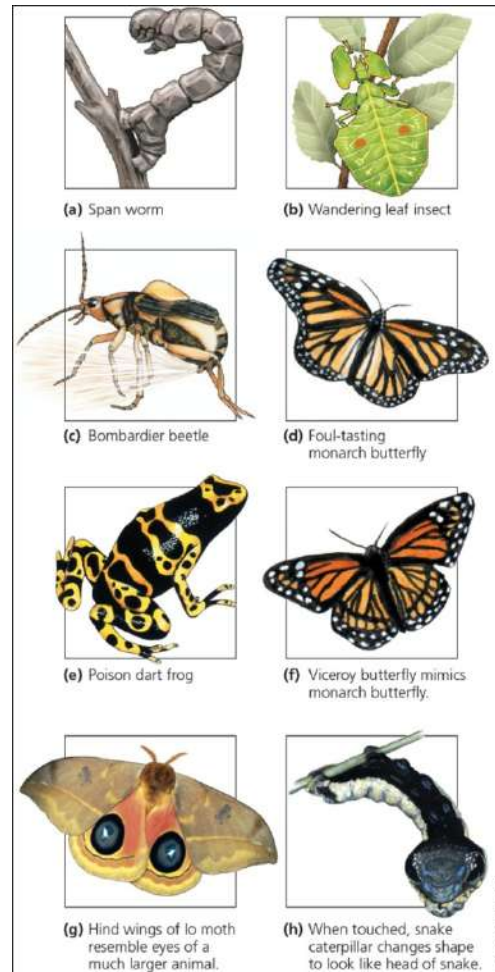 (a) Span worm
(b) Wandering leaf insect
(c) Bombardier beetle
(d) Foul-tasting
monarch butterfly
(e) Poison dart frog
(f) Viceroy butterfly mimics
monarch butterfly.
(g) Hind wings of Io moth
resemble eyes of a
much larger animal.
(h) When touched, snake
caterpillar changes shape
to look like head of snake.